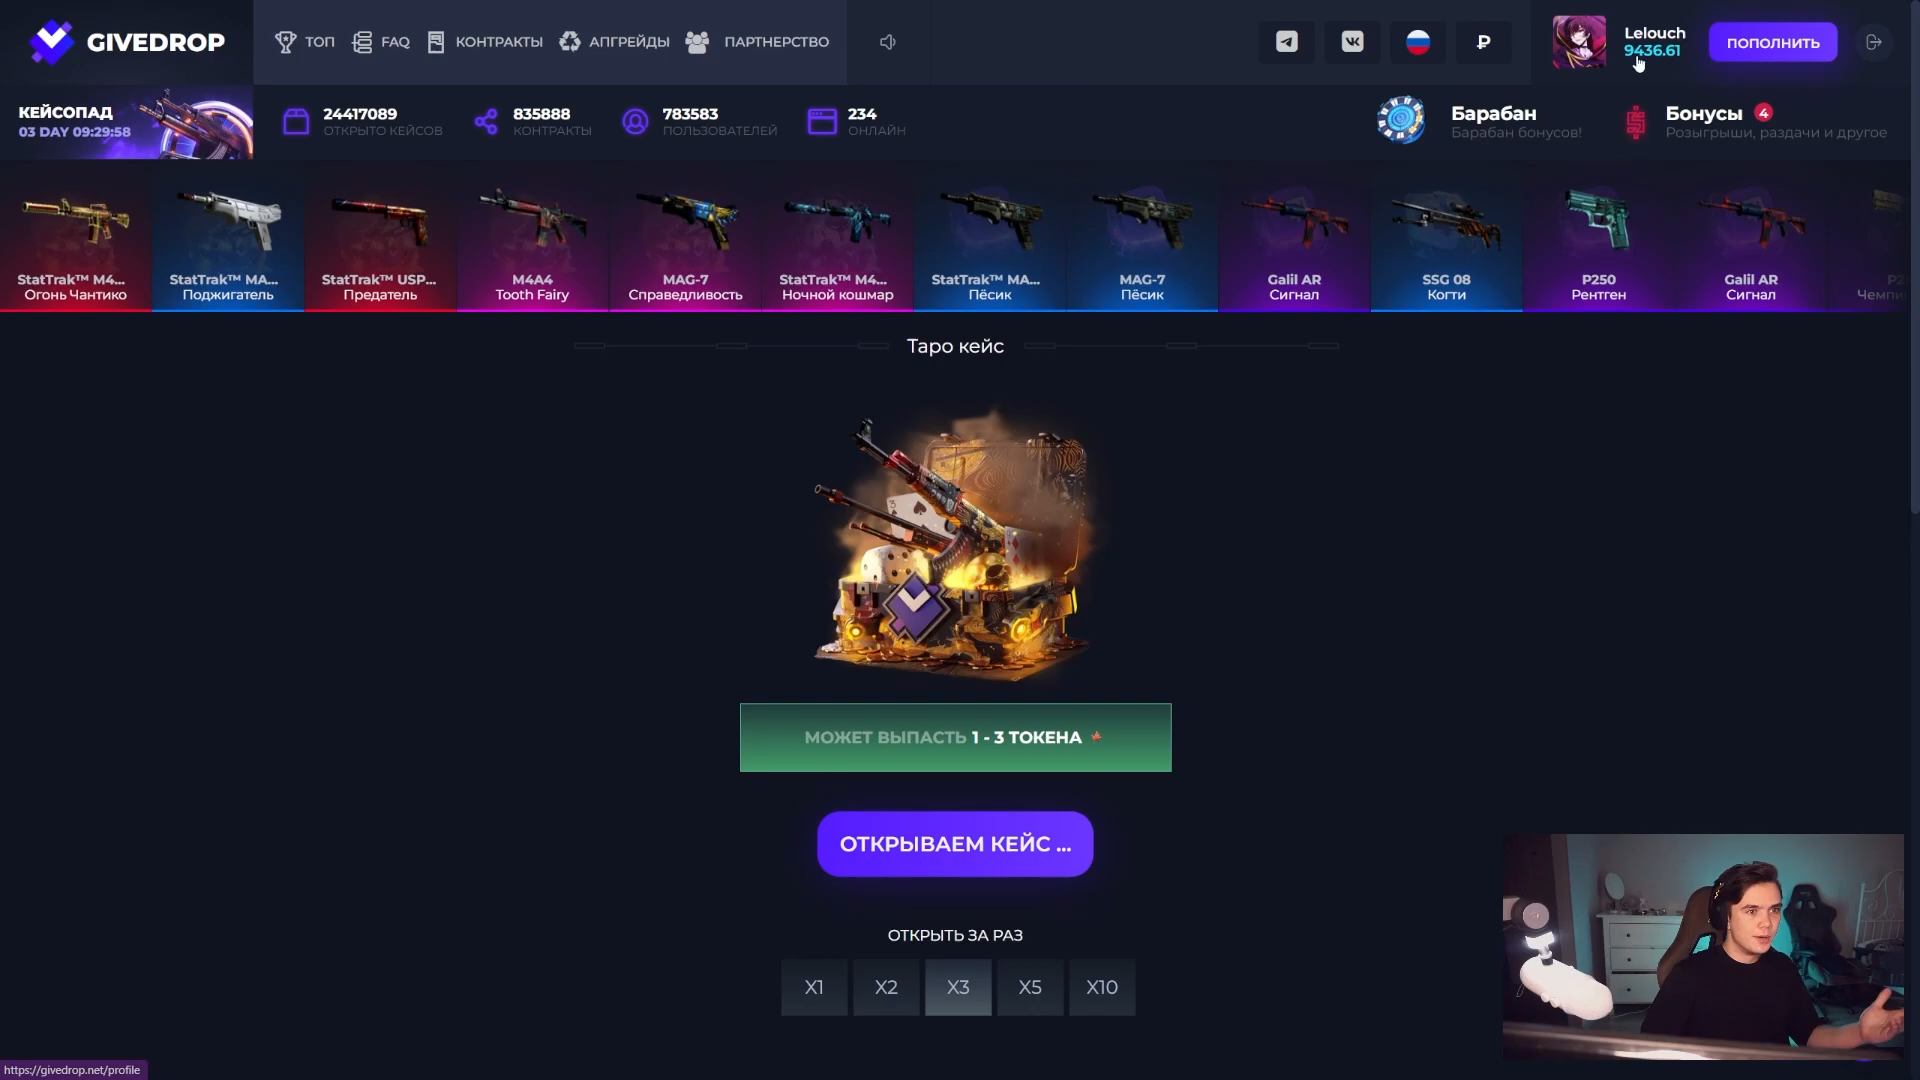 GIVEDROP
ТОП
FAQ
КОНТРАКТЫ
АПГРЕЙДЫ
ПАРТНЕРСТВО
Lelouch
9436.61
ПОПОЛНИТЬ
КЕЙСОПАД
03 DAY 09:29:58
24417089
ОТКРЫТО КЕЙСОВ
835888
КОНТРАКТЫ
783583
ПОЛЬЗОВАТЕЛЕЙ
234
ОНЛАЙН
Барабан
Барабан бонусов!
Бонусы 4
Розыгрыши, раздачи и другое
StatTrak™ M4...
Огонь Чантико
StatTrak™ MA...
Поджигатель
StatTrak™ USP...
Предатель
M4A4
Tooth Fairy
MAG-7
Справедливость
StatTrak™ M4...
Ночной кошмар
StatTrak™ MA...
Пёсик
MAG-7
Пёсик
Galil AR
Сигнал
SSG 08
Когти
P250
Рентген
Galil AR
Сигнал
Таро кейс
МОЖЕТ ВЫПАСТЬ 1 - 3 ТОКЕНА
ОТКРЫВАЕМ КЕЙС ...
ОТКРЫТЬ ЗА РАЗ
X1
X2
X3
X5
X10
https://givedrop.net/profile